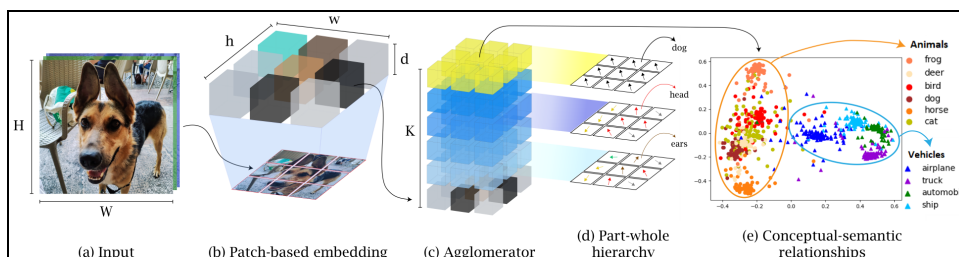 H
W
(a) Input
h
w
d
(b) Patch-based embedding
K
(c) Agglomerator
dog
head
ears
(d) Part-whole
hierarchy
0.6
0.4
0.2
0.0
-0.2
-0.4
-0.4
-0.2
0.0
0.2
0.4
0.6
Animals
frog
deer
bird
dog
horse
cat
Vehicles
airplane
truck
automob
ship
(e) Conceptual-semantic
relationships